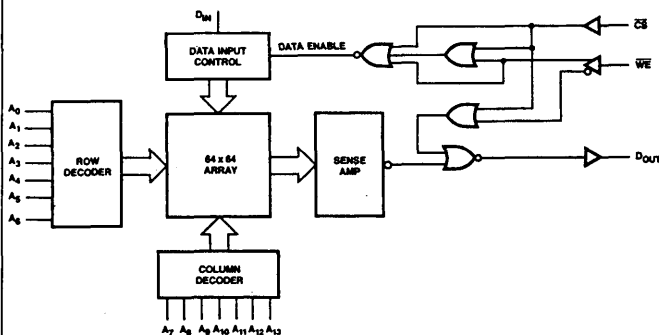 DIN
DATA INPUT
CONTROL
DATA ENABLE
CS
WE
A0
A1
A2
A3
A4
A5
A6
ROW
DECODER
64 x 64
ARRAY
SENSE
AMP
DOUT
COLUMN
DECODER
A7 A8 A9 A10 A11 A12 A13